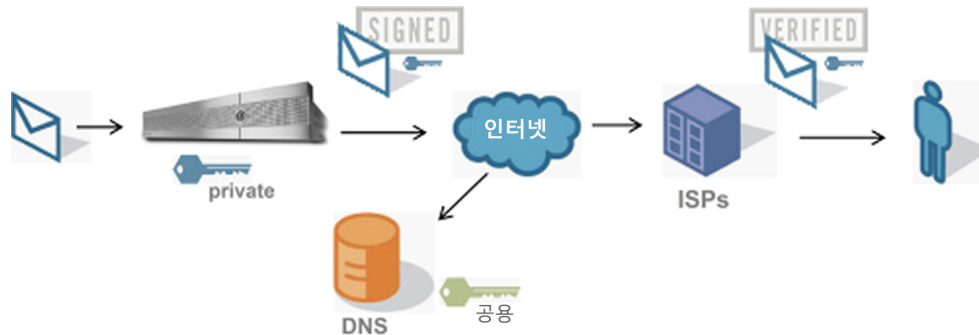 SIGNED
VERIFIED
인터넷
private
ISPs
공용
DNS